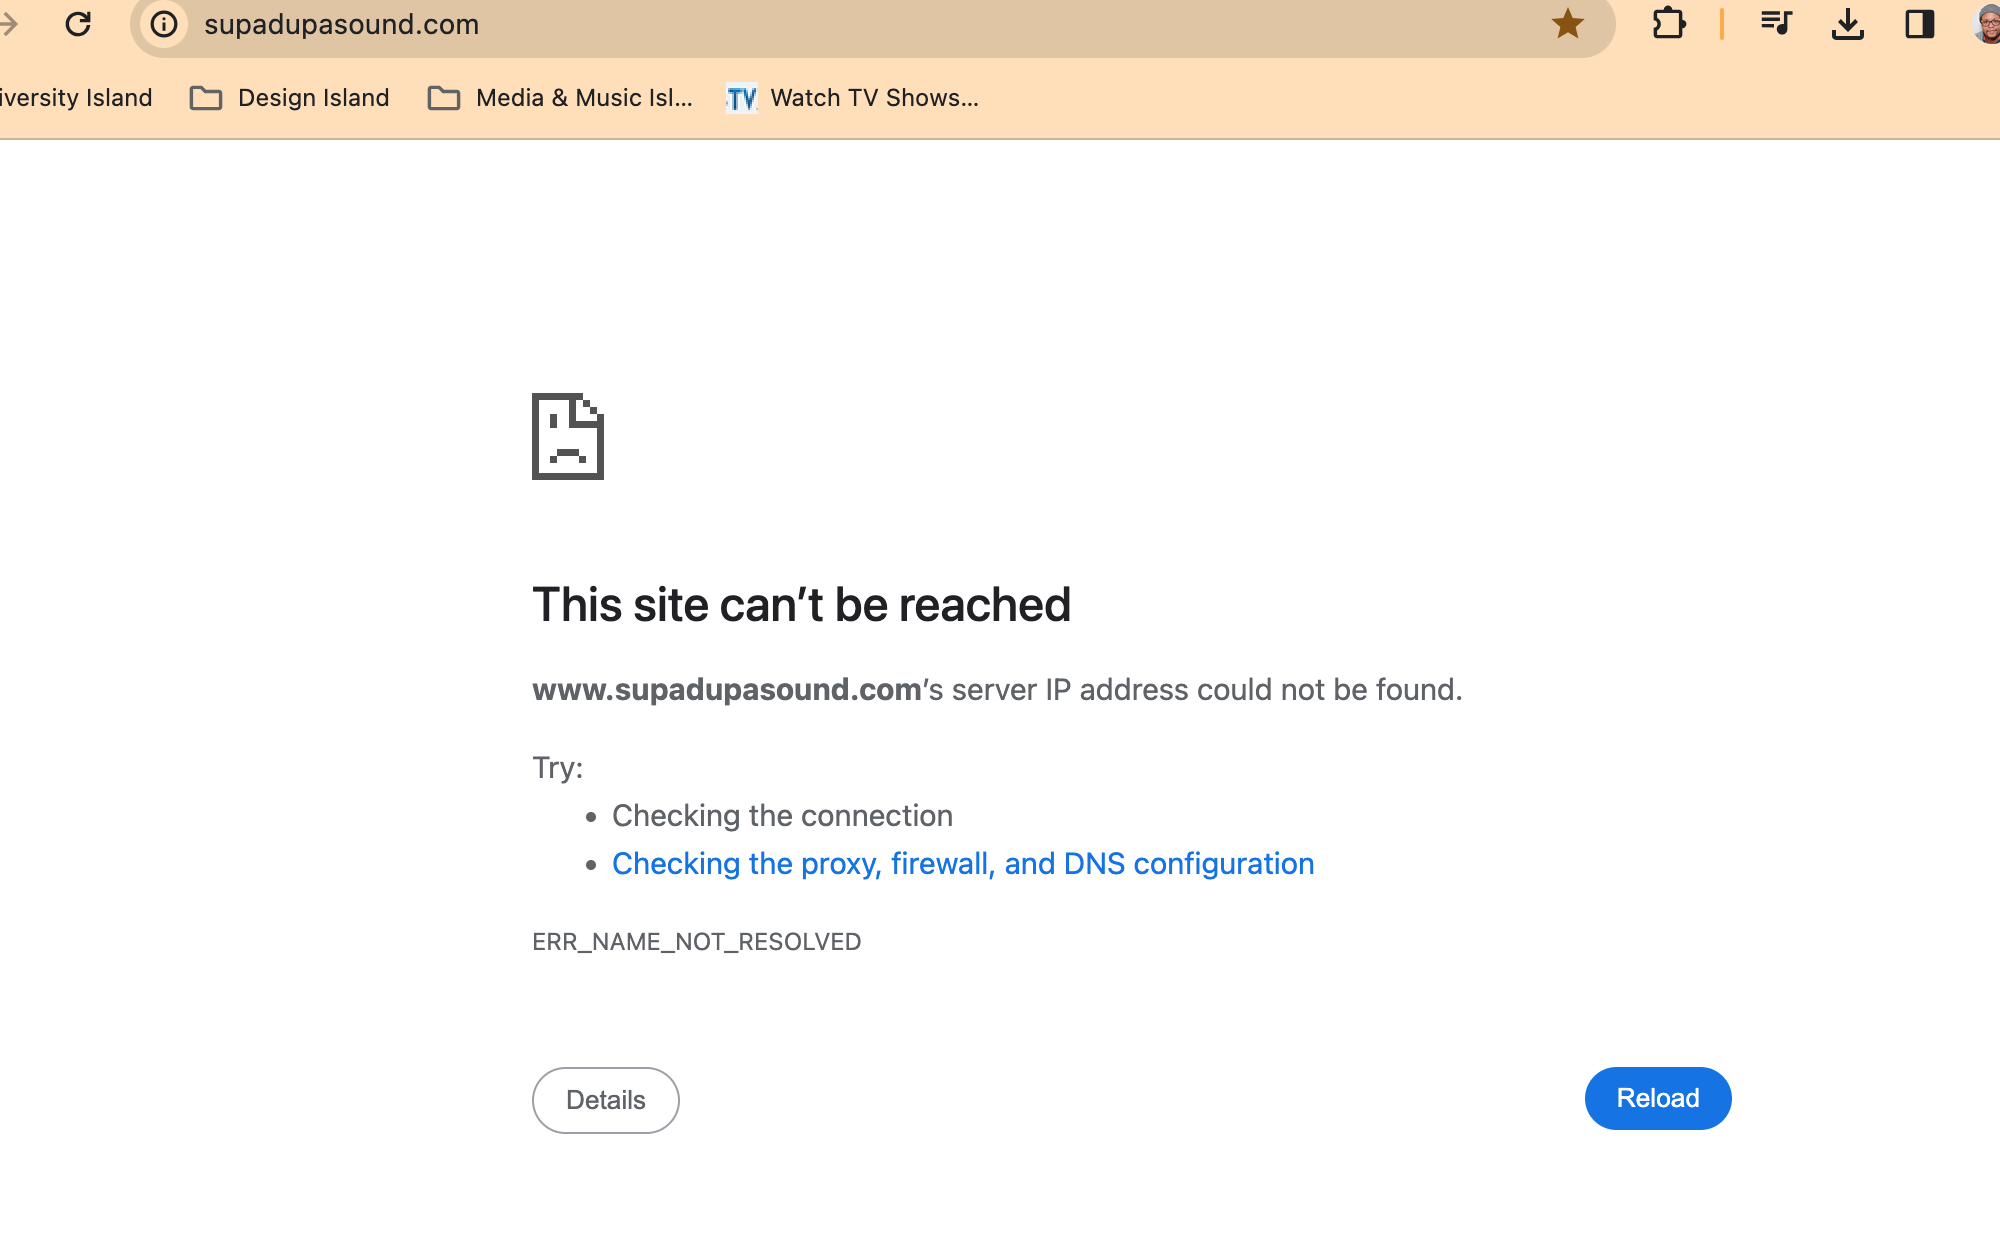 supadupasound.com
iversity Island
Design Island
Media & Music Isl...
TV
Watch TV Shows...
This site can’t be reached
www.supadupasound.com’s server IP address could not be found.
Try:
• Checking the connection
• Checking the proxy, firewall, and DNS configuration
ERR_NAME_NOT_RESOLVED
Details
Reload